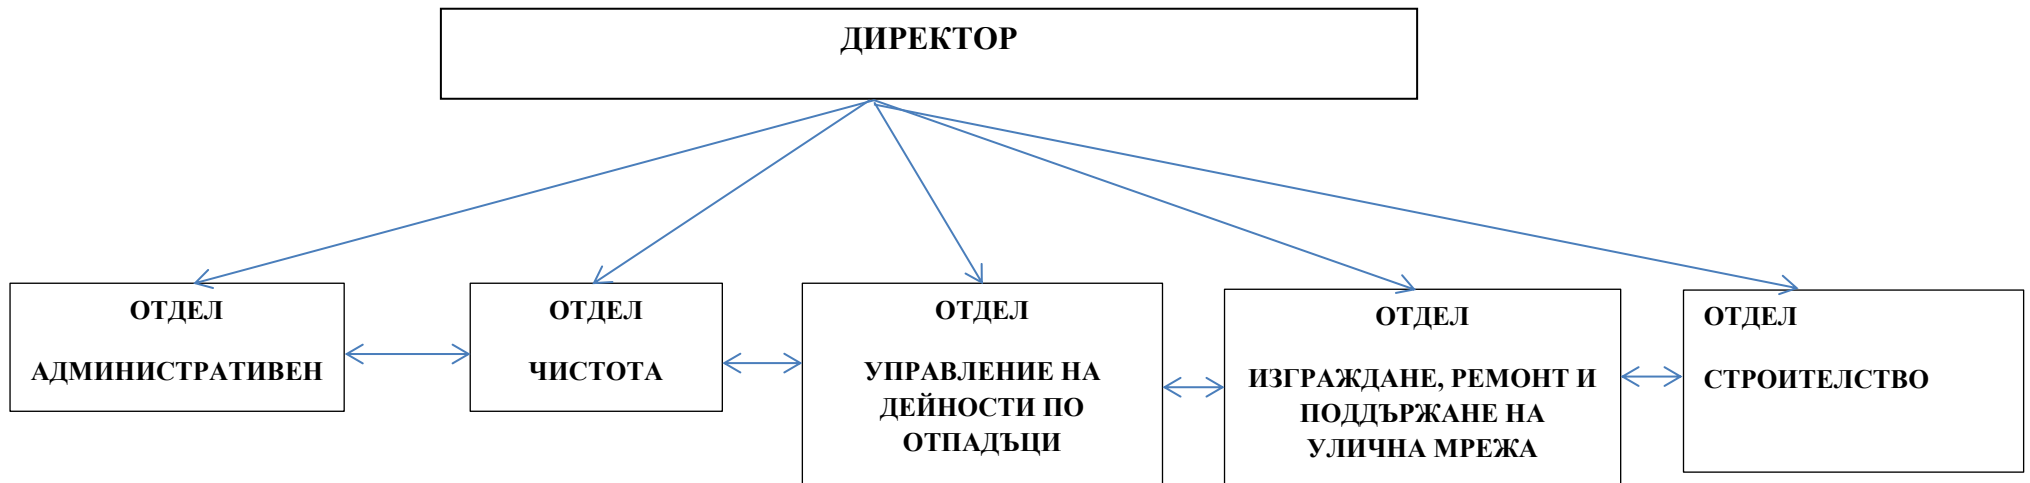 ДИРЕКТОР
ОТДЕЛ
АДМИНИСТРАТИВЕН
ОТДЕЛ
ЧИСТОТА
ОТДЕЛ
УПРАВЛЕНИЕ НА
ДЕЙНОСТИ ПО
ОТПАДЪЦИ
ОТДЕЛ
ИЗГРАЖДАНЕ, РЕМОНТ И
ПОДДЪРЖАНЕ НА
УЛИЧНА МРЕЖА
ОТДЕЛ
СТРОИТЕЛСТВО